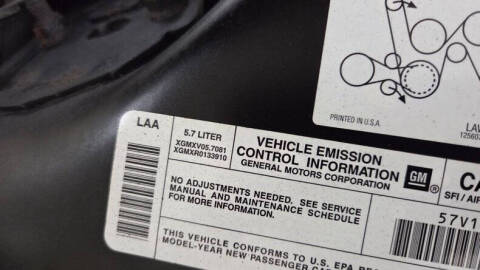 PRINTED IN U.S.A.
LAA
5.7 LITER
XGMXV05.7081
XGMXR0133910
VEHICLE EMISSION
CONTROL INFORMATION
GENERAL MOTORS CORPORATION
GM
SFI / AIR
NO ADJUSTMENTS NEEDED. SEE SERVICE
MANUAL AND MAINTENANCE SCHEDULE
FOR MORE INFORMATION.
57V1
THIS VEHICLE CONFORMS TO U.S. EPA
MODEL-YEAR NEW PASSENGER